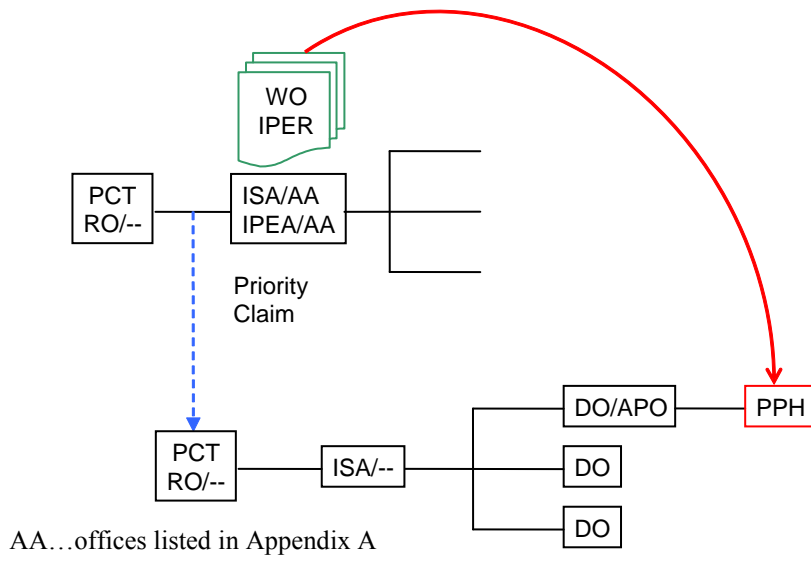 WO
IPER
PCT
RO/--
ISA/AA
IPEA/AA
Priority
Claim
DO/APO
PPH
PCT
RO/--
ISA/--
DO
DO
AA…offices listed in Appendix A